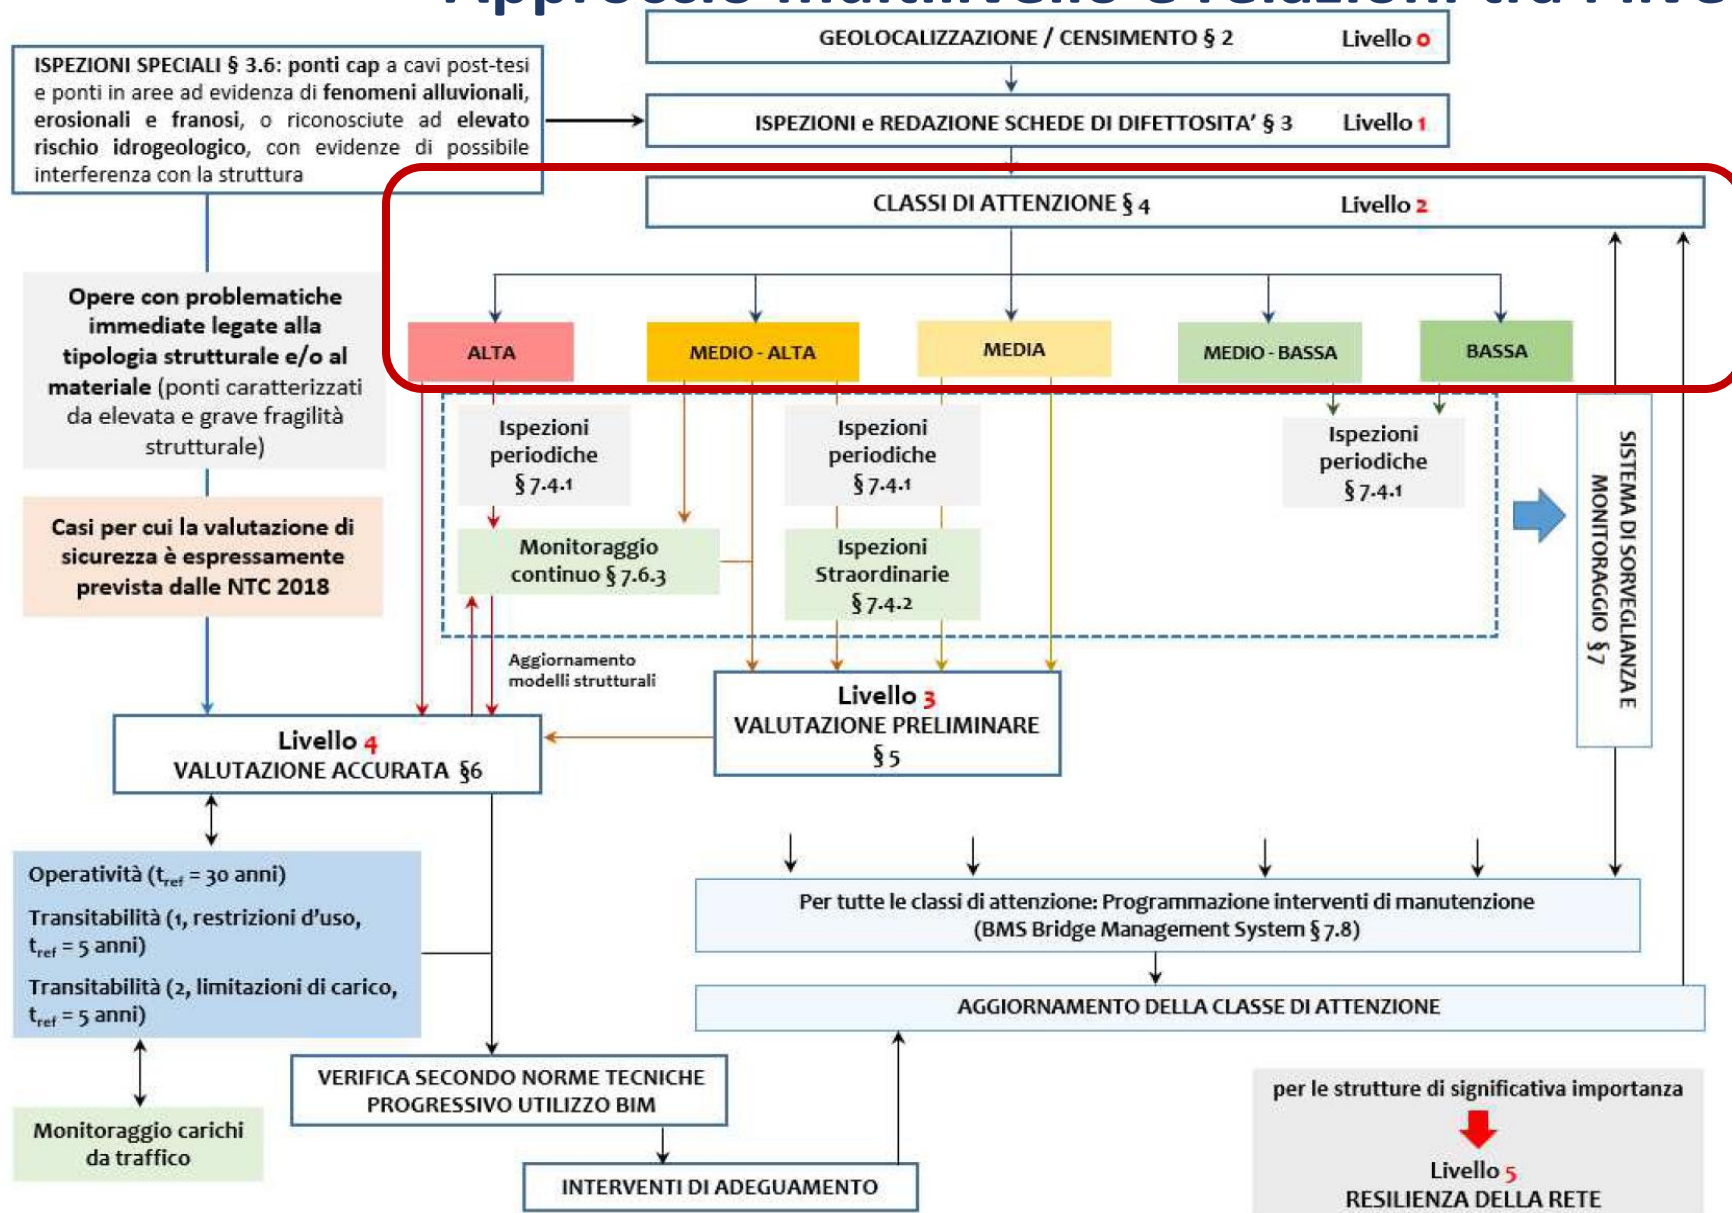 GEOLOCALIZZAZIONE / CENSIMENTO § 2 Livello 0
ISPEZIONI SPECIALI § 3.6: ponti cap a cavi post-tesi
e ponti in aree ad evidenza di fenomeni alluvionali,
erosionali e franosi, o riconosciute ad elevato
rischio idrogeologico, con evidenze di possibile
interferenza con la struttura
ISPEZIONI e REDAZIONE SCHEDE DI DIFETTOSITA’ § 3 Livello 1
CLASSI DI ATTENZIONE § 4 Livello 2
Opere con problematiche
immediate legate alla
tipologia strutturale e/o al
materiale (ponti caratterizzati
da elevata e grave fragilità
strutturale)
ALTA
MEDIO - ALTA
MEDIA
MEDIO - BASSA
BASSA
Ispezioni
periodiche
§ 7.4.1
Ispezioni
periodiche
§ 7.4.1
Ispezioni
periodiche
§ 7.4.1
SISTEMA DI SORVEGLIANZA E
MONITORAGGIO §7
Casi per cui la valutazione di
sicurezza è espressamente
prevista dalle NTC 2018
Monitoraggio
continuo § 7.6.3
Ispezioni
Straordinarie
§ 7.4.2
Aggiornamento
modelli strutturali
Livello 3
VALUTAZIONE PRELIMINARE
§ 5
Livello 4
VALUTAZIONE ACCURATA §6
Operatività (tref = 30 anni)
Transitabilità (1, restrizioni d’uso,
tref = 5 anni)
Transitabilità (2, limitazioni di carico,
tref = 5 anni)
Per tutte le classi di attenzione: Programmazione interventi di manutenzione
(BMS Bridge Management System § 7.8)
AGGIORNAMENTO DELLA CLASSE DI ATTENZIONE
VERIFICA SECONDO NORME TECNICHE
PROGRESSIVO UTILIZZO BIM
Monitoraggio carichi
da traffico
INTERVENTI DI ADEGUAMENTO
per le strutture di significativa importanza
Livello 5
RESILIENZA DELLA RETE